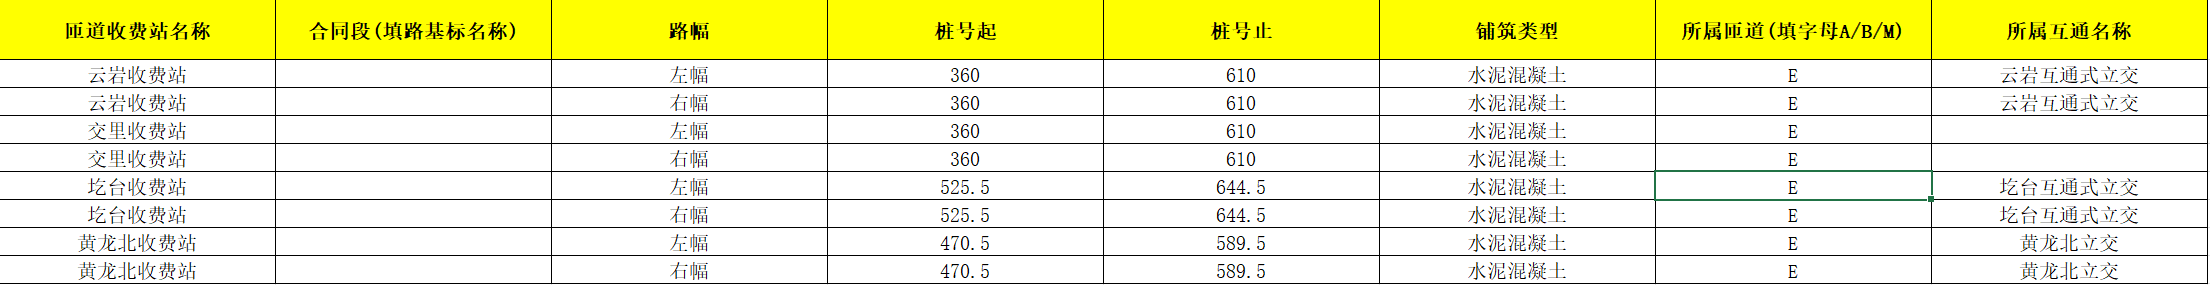 匝道收费站名称 合同段(填路基标名称) 路幅 桩号起 桩号止 铺筑类型 所属匝道(填字母A/B/M) 所属互通名称
云岩收费站 左幅 360 610 水泥混凝土 E 云岩互通式立交
云岩收费站 右幅 360 610 水泥混凝土 E 云岩互通式立交
交里收费站 左幅 360 610 水泥混凝土 E
交里收费站 右幅 360 610 水泥混凝土 E
圪台收费站 左幅 525.5 644.5 水泥混凝土 E 圪台互通式立交
圪台收费站 右幅 525.5 644.5 水泥混凝土 E 圪台互通式立交
黄龙北收费站 左幅 470.5 589.5 水泥混凝土 E 黄龙北立交
黄龙北收费站 右幅 470.5 589.5 水泥混凝土 E 黄龙北立交